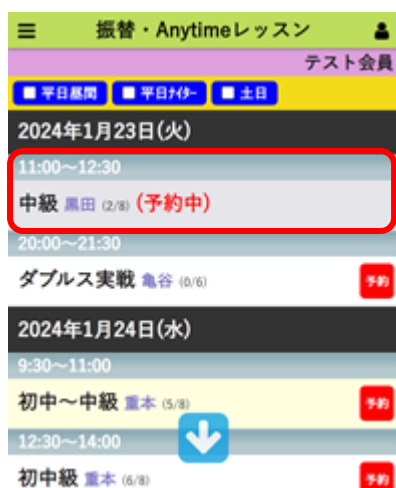 振替・Anytimeレッスン
テスト会員
平日昼間 平日ﾅｲﾀｰ 土日
2024年1月23日(火)
11:00～12:30
中級 黒田 (2/8) (予約中)
20:00～21:30
ダブルス実戦 亀谷 (0/6) 予約
2024年1月24日(水)
9:30～11:00
初中～中級 重本 (5/8) 予約
12:30～14:00
初中級 重本 (6/8) 予約